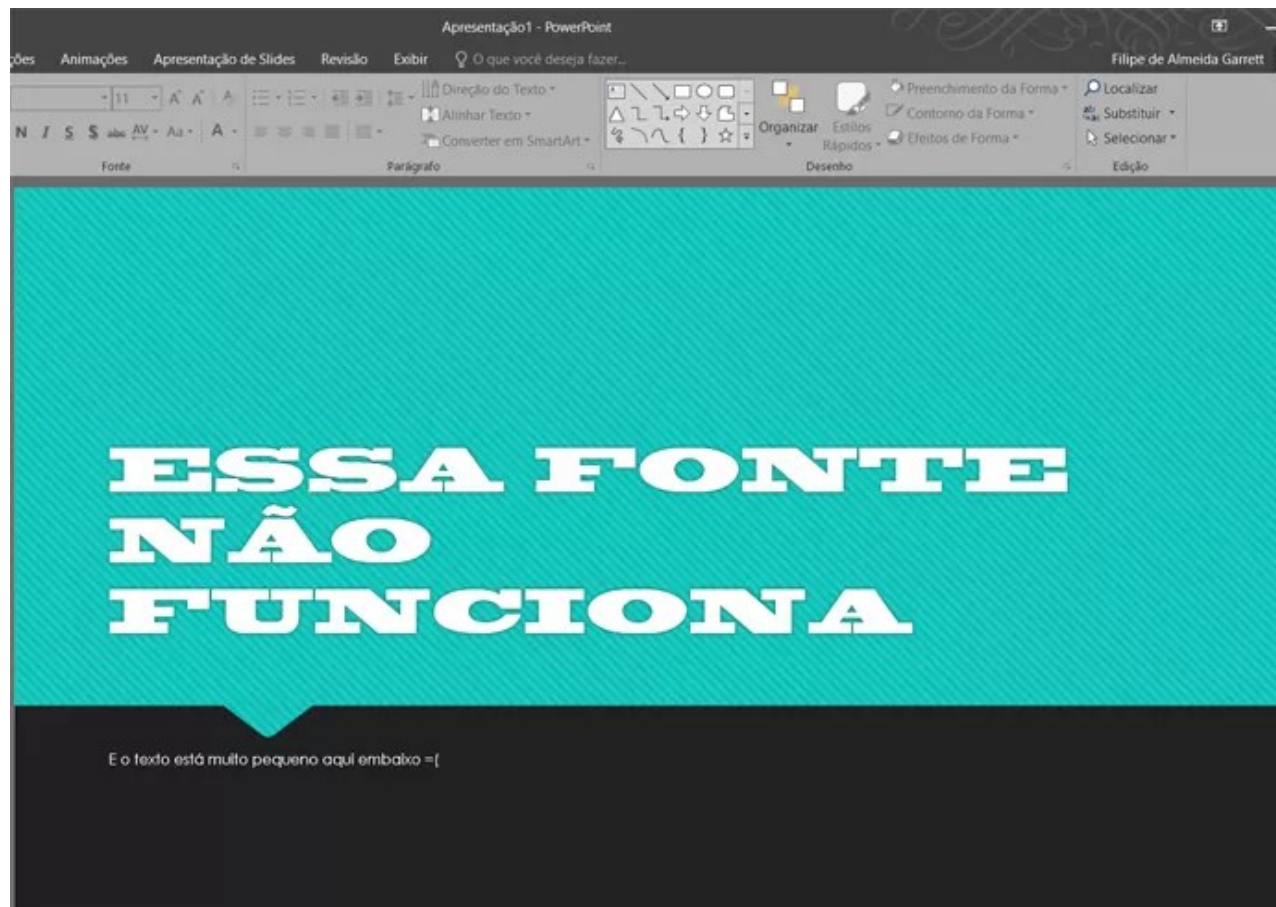 Apresentação1 - PowerPoint
ções Animações Apresentação de Slides Revisão Exibir O que você deseja fazer... Filipe de Almeida Garrett
11 A A Direção do Texto Preenchimento da Forma Localizar
Alinhar Texto Organizar Estilos Rápidos Contorno da Forma Substituir
N I S S abc AV Aa A Converter em SmartArt Efeitos de Forma Selecionar
Fonte Parágrafo Desenho Edição
ESSA FONTE
NÃO
FUNCIONA
E o texto está muito pequeno aqui embaixo =(